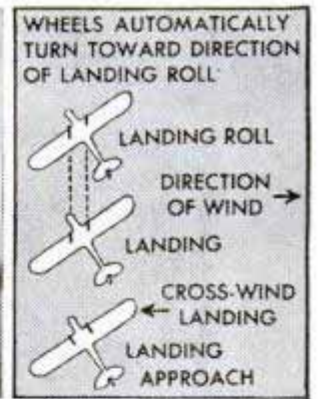 WHEELS AUTOMATICALLY
TURN TOWARD DIRECTION
OF LANDING ROLL
LANDING ROLL
DIRECTION
OF WIND
LANDING
CROSS-WIND
LANDING
LANDING
APPROACH